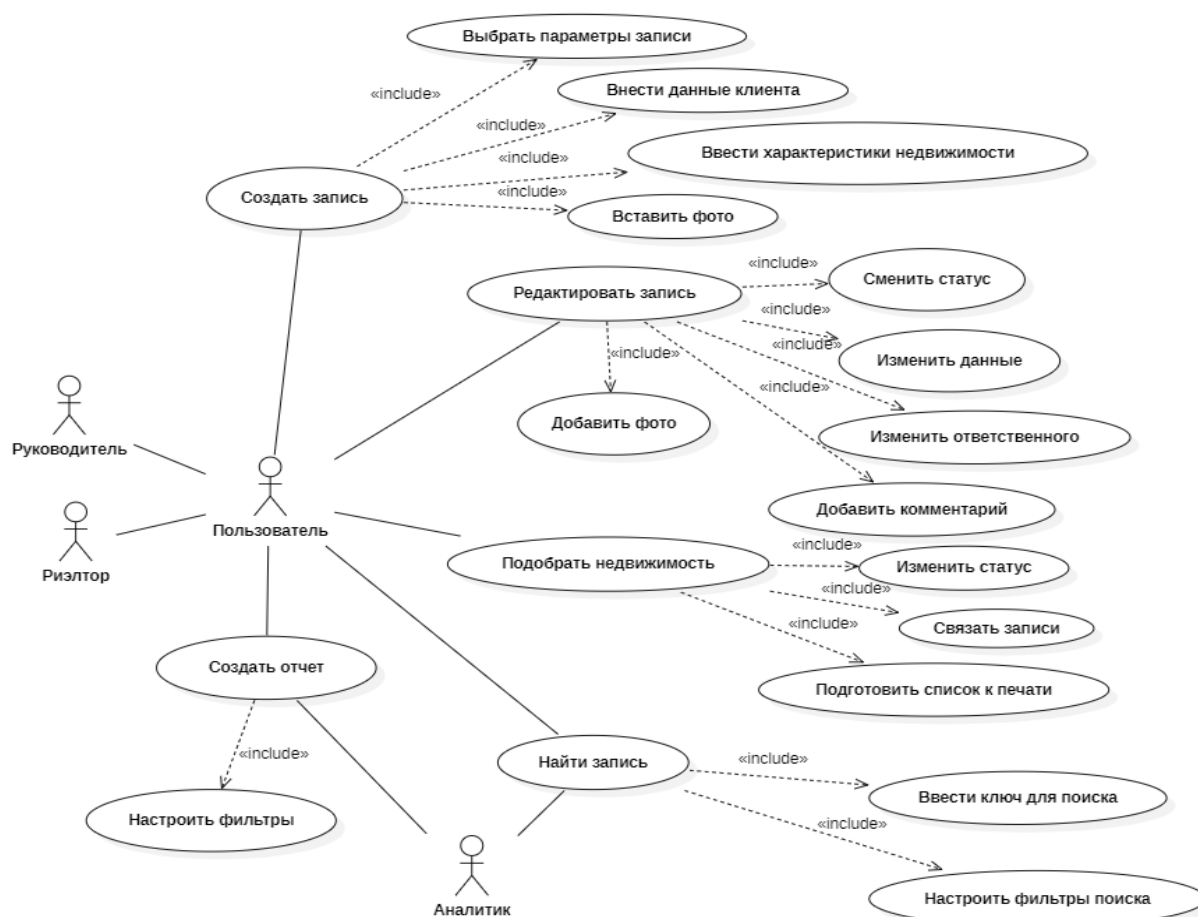 Выбрать параметры записи
«include»
Внести данные клиента
«include»
Ввести характеристики недвижимости
«include»
Создать запись
«include»
Вставить фото
«include»
Сменить статус
Редактировать запись
«include»
«include»
«include»
Изменить данные
«include»
Добавить фото
Изменить ответственного
Руководитель
Добавить комментарий
Пользователь
«include»
Подобрать недвижимость
Изменить статус
Риэлтор
«include»
«include»
Связать записи
Создать отчет
Подготовить список к печати
«include»
«include»
Найти запись
Ввести ключ для поиска
Настроить фильтры
«include»
Аналитик
Настроить фильтры поиска